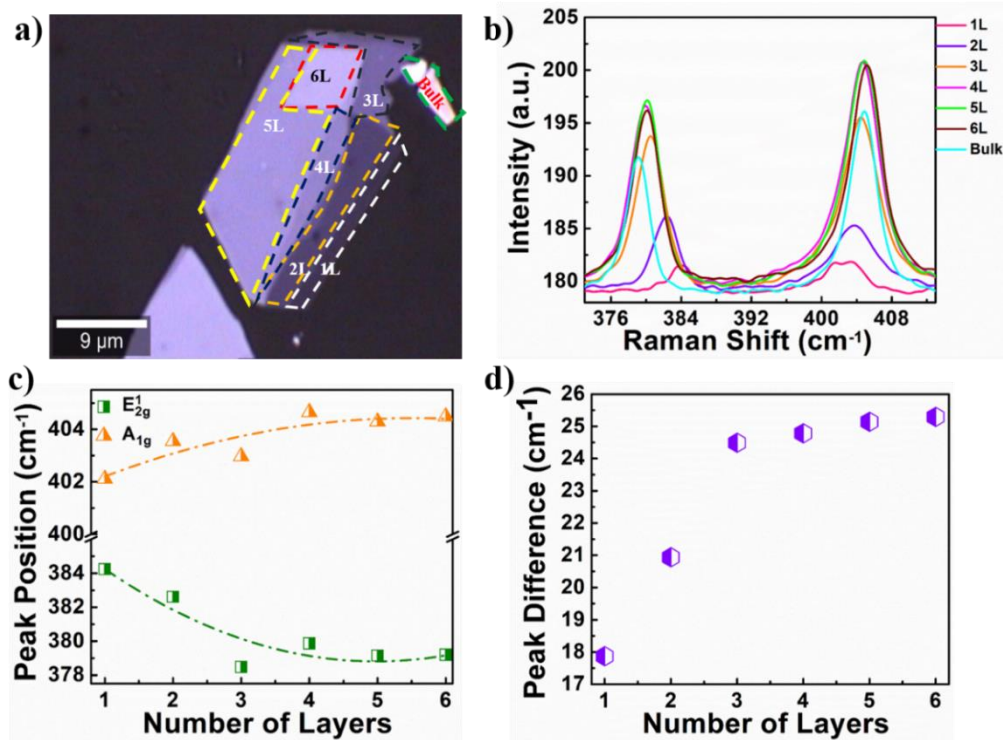 a)
6L
5L
3L
Bulk
4L
2L
1L
9 μm
b)
Intensity (a.u.)
205
200
195
190
185
180
376 384 392 400 408
Raman Shift (cm⁻¹)
1L
2L
3L
4L
5L
6L
Bulk
c)
Peak Position (cm⁻¹)
404
402
400
384
382
380
378
E¹2g
A1g
1 2 3 4 5 6
Number of Layers
d)
Peak Difference (cm⁻¹)
26
25
24
23
22
21
20
19
18
17
1 2 3 4 5 6
Number of Layers